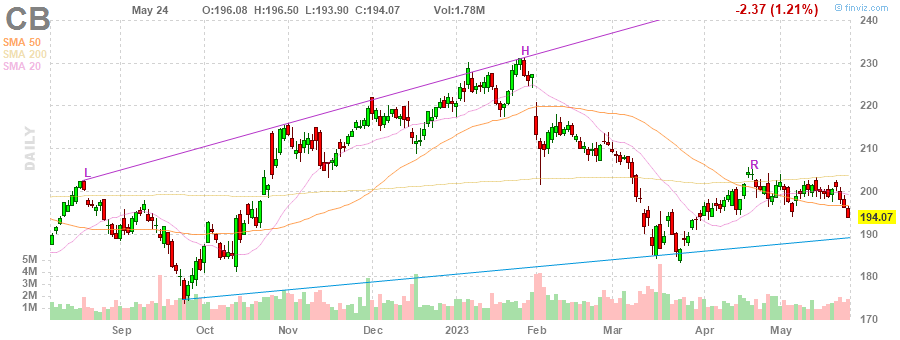 CB
May 24 O:196.08 H:196.50 L:193.90 C:194.07 Vol:1.78M
-2.37 (1.21%)
finviz.com
SMA 50
SMA 200
SMA 20
DAILY
L
H
R
240
230
220
210
200
194.07
190
180
170
5M
4M
3M
2M
1M
Sep Oct Nov Dec 2023 Feb Mar Apr May